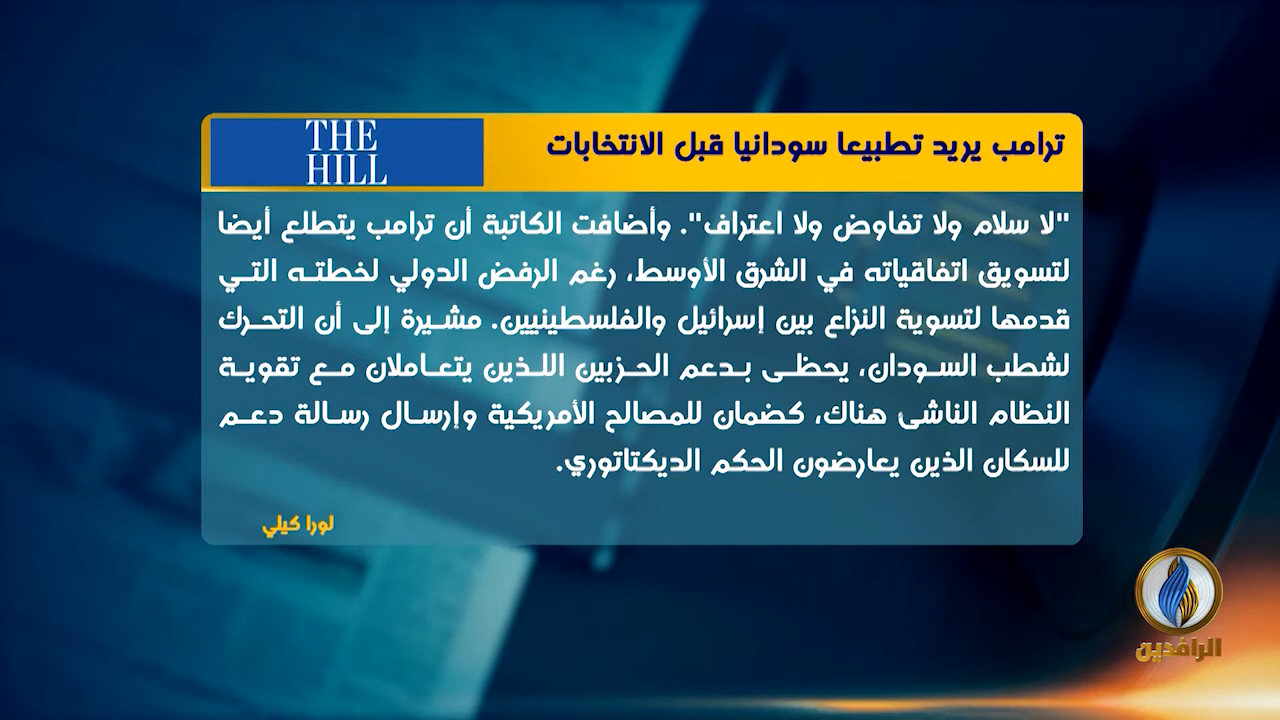 THE
HILL
ترامب يريد تطبيعا سودانيا قبل الانتخابات
"لا سلام ولا تفاوض ولا اعتراف". وأضافت الكاتبة أن ترامب يتطلع أيضا
لتسويق اتفاقياته في الشرق الأوسط، رغم الرفض الدولي لخطته التي
قدمها لتسوية النزاع بين إسرائيل والفلسطينيين. مشيرة إلى أن التحرك
لشطب السودان، يحظى بدعم الحزبين اللذين يتعاملان مع تقوية
النظام الناشى هناك، كضمان للمصالح الأمريكية وإرسال رسالة دعم
للسكان الذين يعارضون الحكم الديكتاتوري.
لورا كيلي
الرافدين